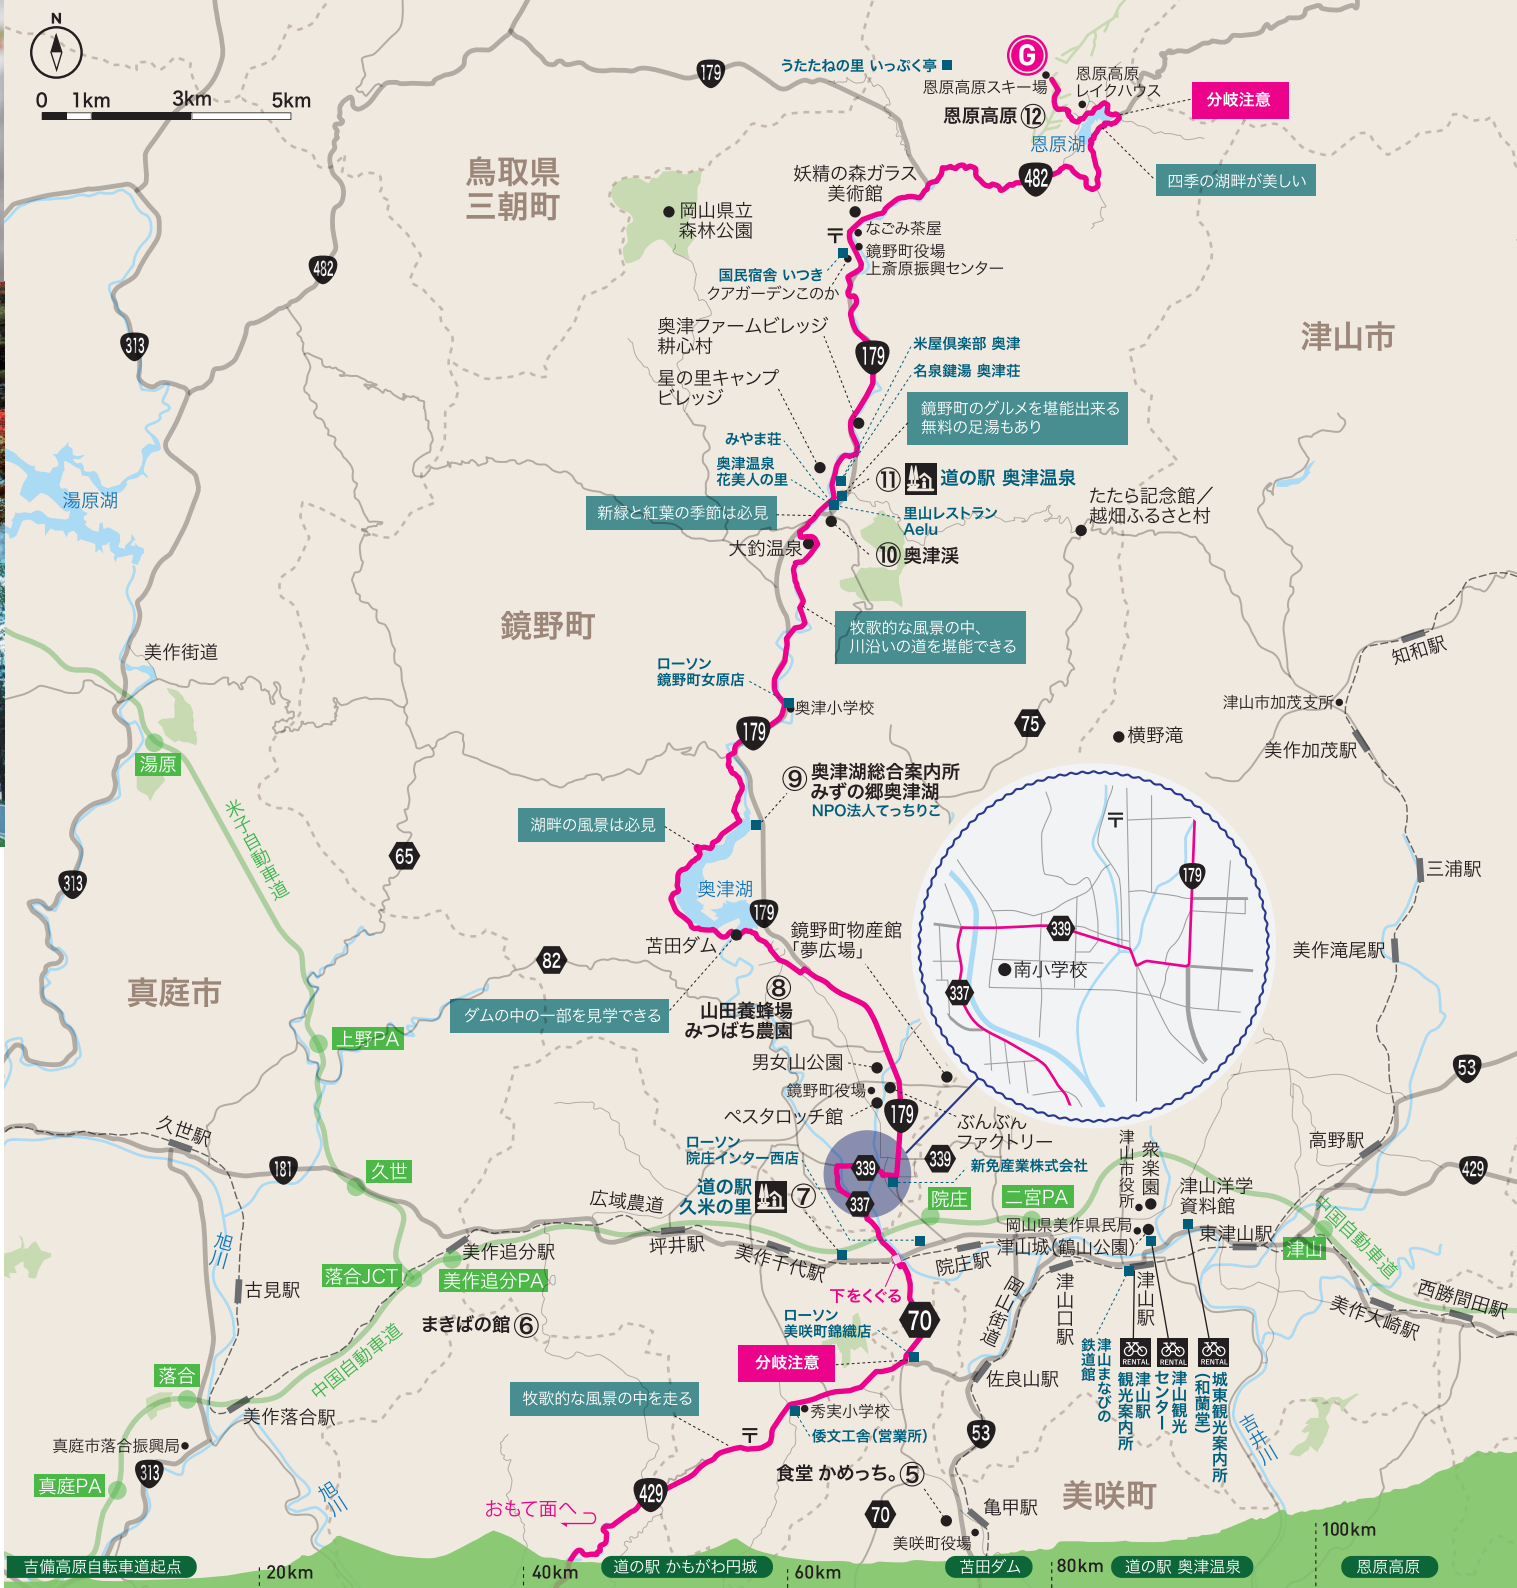 N
0 1km 3km 5km
179
うたたねの里 いっぷく亭
G
恩原高原スキー場
恩原高原
レイクハウス
恩原高原⑫
恩原湖
分岐注意
四季の湖畔が美しい
482
鳥取県
三朝町
岡山県立
森林公園
妖精の森ガラス
美術館
〒
なごみ茶屋
鏡野町役場
上斎原振興センター
国民宿舎 いつき
クアガーデンこのか
482
313
奥津ファームビレッジ
耕心村
179
米屋倶楽部 奥津
名泉鍵湯 奥津荘
津山市
星の里キャンプ
ビレッジ
鏡野町のグルメを堪能出来る
無料の足湯もあり
みやま荘
奥津温泉
花美人の里
⑪
道の駅 奥津温泉
湯原湖
新緑と紅葉の季節は必見
里山レストラン
Aelu
たたら記念館/
越畑ふるさと村
大釣温泉
⑩奥津渓
鏡野町
牧歌的な風景の中、
川沿いの道を堪能できる
美作街道
ローソン
鏡野町女原店
奥津小学校
知和駅
津山市加茂支所
美作加茂駅
75
横野滝
179
湯原
米子自動車道
⑨
奥津湖総合案内所
みずの郷奥津湖
NPO法人てっちりこ
湖畔の風景は必見
65
313
奥津湖
179
〒
179
339
南小学校
337
三浦駅
美作滝尾駅
苫田ダム
鏡野町物産館
「夢広場」
82
真庭市
⑧
山田養蜂場
みつばち農園
ダムの中の一部を見学できる
上野PA
男女山公園
鏡野町役場
ペスタロッチ館
179
ぶんぶん
ファクトリー
53
久世駅
181
久世
ローソン
院庄インター西店
339
339
新免産業株式会社
337
道の駅
久米の里
⑦
院庄
二宮PA
津山市役所
衆楽園
高野駅
429
津山洋学
資料館
岡山県美作県民局
津山城(鶴山公園)
東津山駅
津山
中国自動車道
広域農道
坪井駅
美作千代駅
院庄駅
旭川
古見駅
美作追分駅
落合JCT
美作追分PA
下をくぐる
岡山街道
津山口駅
津山駅
西勝間田駅
美作大崎駅
まきばの館⑥
ローソン
美咲町錦織店
70
分岐注意
津山まなびの
鉄道館
RENTAL
津山駅
観光案内所
RENTAL
津山観光
センター
RENTAL
城東観光案内所
(和蘭堂)
落合
中国自動車道
牧歌的な風景の中を走る
佐良山駅
美作落合駅
秀実小学校
〒
倭文工舎(営業所)
53
吉井川
真庭市落合振興局
313
真庭PA
旭川
食堂 かめっち。⑤
美咲町
429
おもて面へ
70
亀甲駅
美咲町役場
100km
吉備高原自転車道起点
20km
40km
道の駅 かもがわ円城
60km
苫田ダム
80km
道の駅 奥津温泉
恩原高原